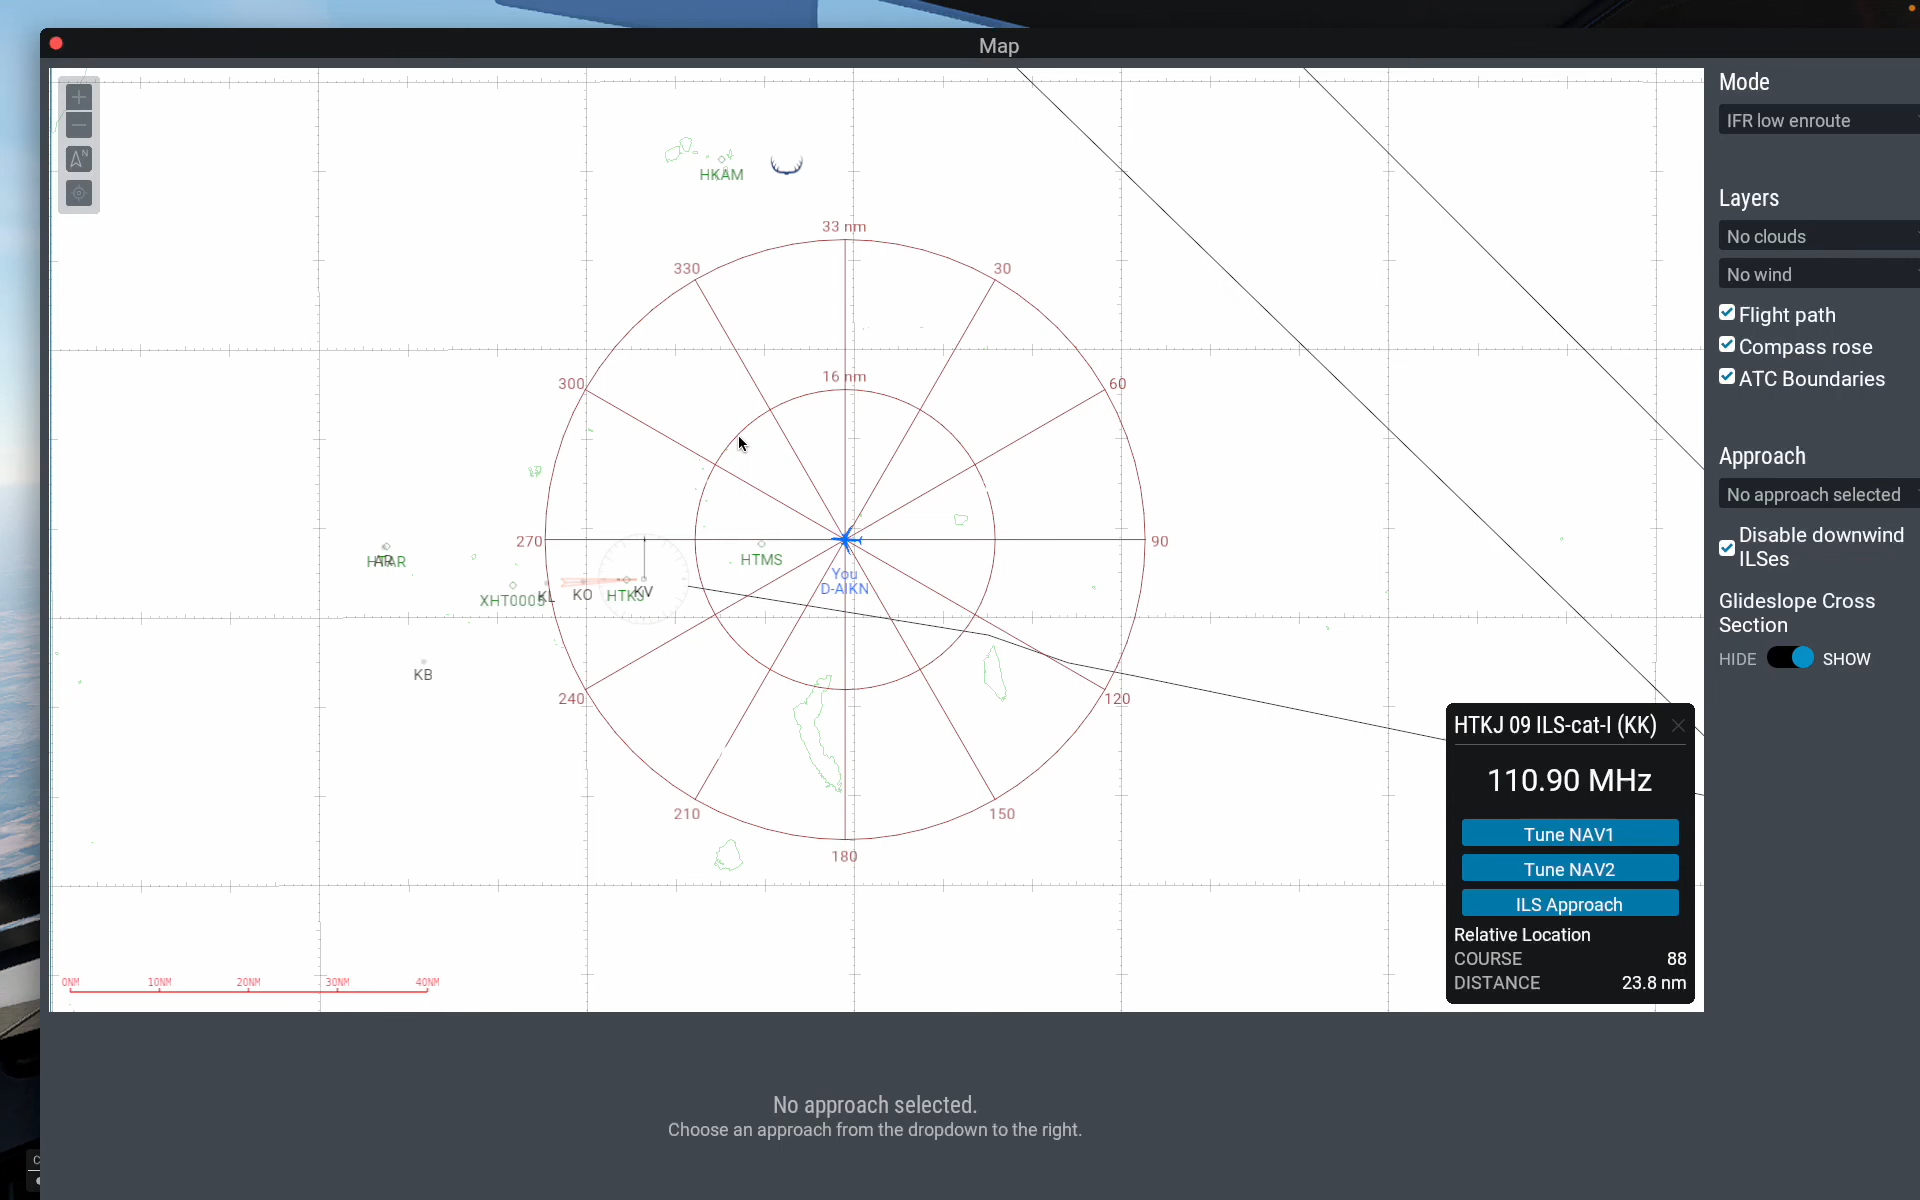 Map
Mode
IFR low enroute
Layers
No clouds
No wind
Flight path
Compass rose
ATC Boundaries
Approach
No approach selected
Disable downwind
ILSes
Glideslope Cross
Section
HIDE
SHOW
N
HKAM
33 nm
330
30
16 nm
300
60
270
90
HTMS
You
D-AIKN
HTAR
XHT0005
KL
KO
HTKJ
KV
KB
240
120
210
150
180
0NM
10NM
20NM
30NM
40NM
HTKJ 09 ILS-cat-I (KK)
110.90 MHz
Tune NAV1
Tune NAV2
ILS Approach
Relative Location
COURSE 88
DISTANCE 23.8 nm
No approach selected.
Choose an approach from the dropdown to the right.